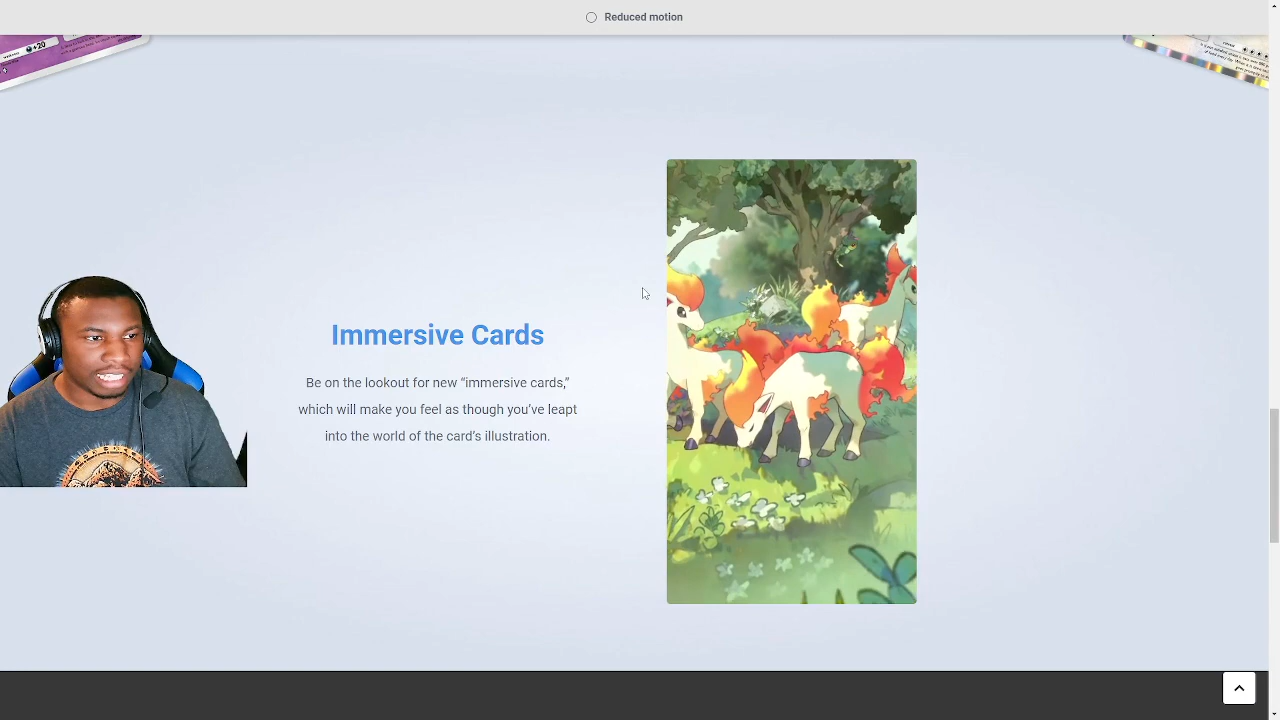 Reduced motion
+20
Immersive Cards
Be on the lookout for new “immersive cards,”
which will make you feel as though you’ve leapt
into the world of the card’s illustration.